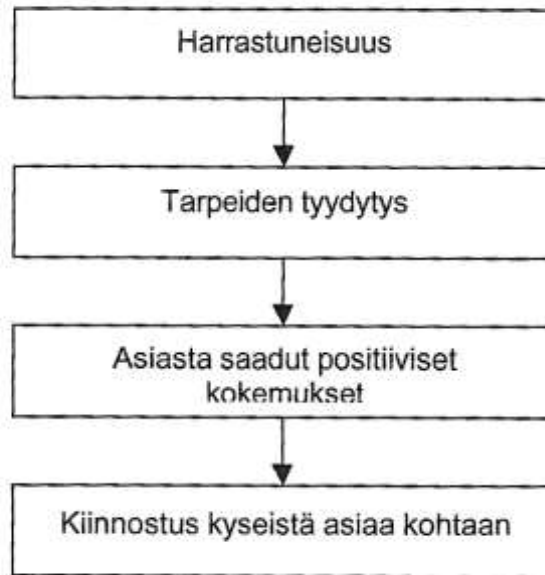 Harrastuneisuus
Tarpeiden tyydytys
Asiasta saadut positiiviset
kokemukset
Kiinnostus kyseistä asiaa kohtaan